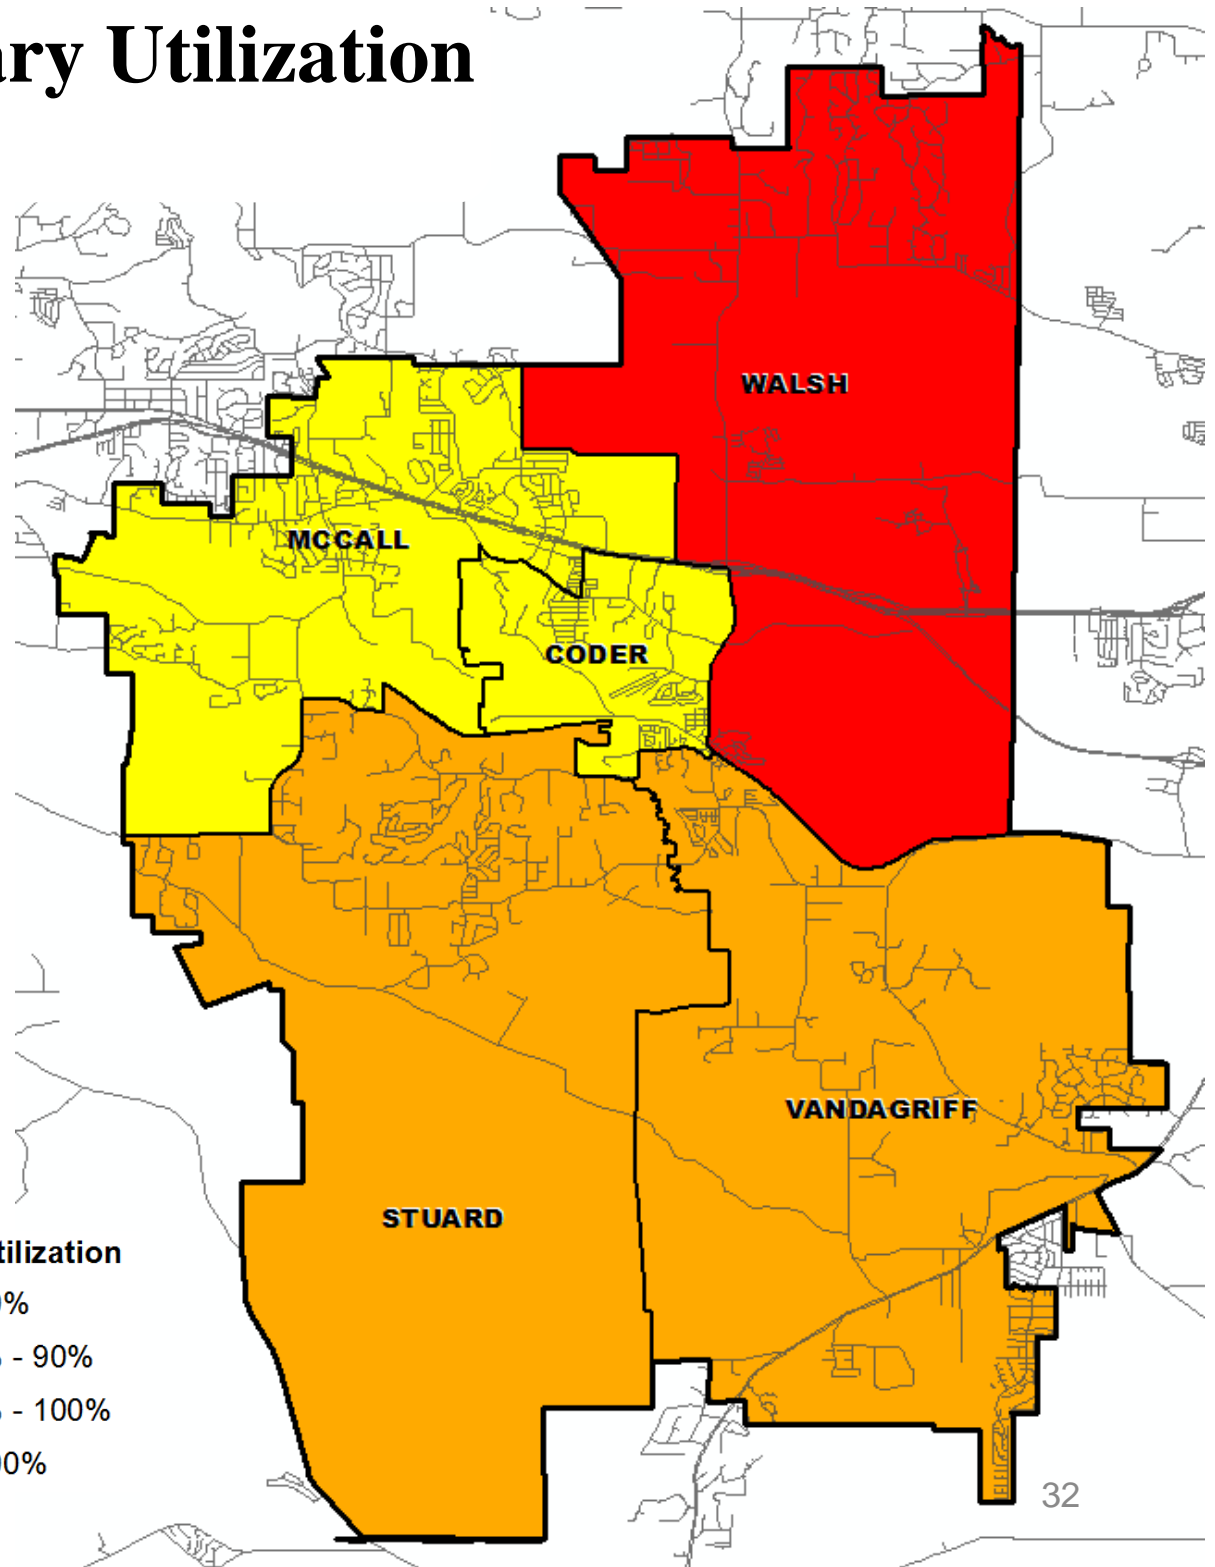 ary Utilization
WALSH
MCCALL
CODER
VANDAGRIFF
STUARD
tilization
0%
% - 90%
% - 100%
00%
32